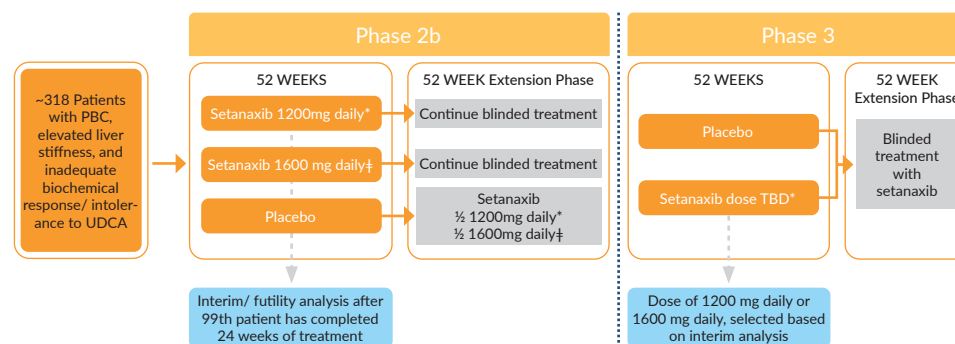 Phase 2b
Phase 3
~318 Patients
with PBC,
elevated liver
stiffness, and
inadequate
biochemical
response/ intoler-
ance to UDCA
52 WEEKS
Setanaxib 1200mg daily*
Setanaxib 1600 mg daily‡
Placebo
52 WEEK Extension Phase
Continue blinded treatment
Continue blinded treatment
Setanaxib
½ 1200mg daily*
½ 1600mg daily‡
Interim/ futility analysis after
99th patient has completed
24 weeks of treatment
52 WEEKS
Placebo
Setanaxib dose TBD*
52 WEEK
Extension Phase
Blinded
treatment
with
setanaxib
Dose of 1200 mg daily or
1600 mg daily, selected based
on interim analysis